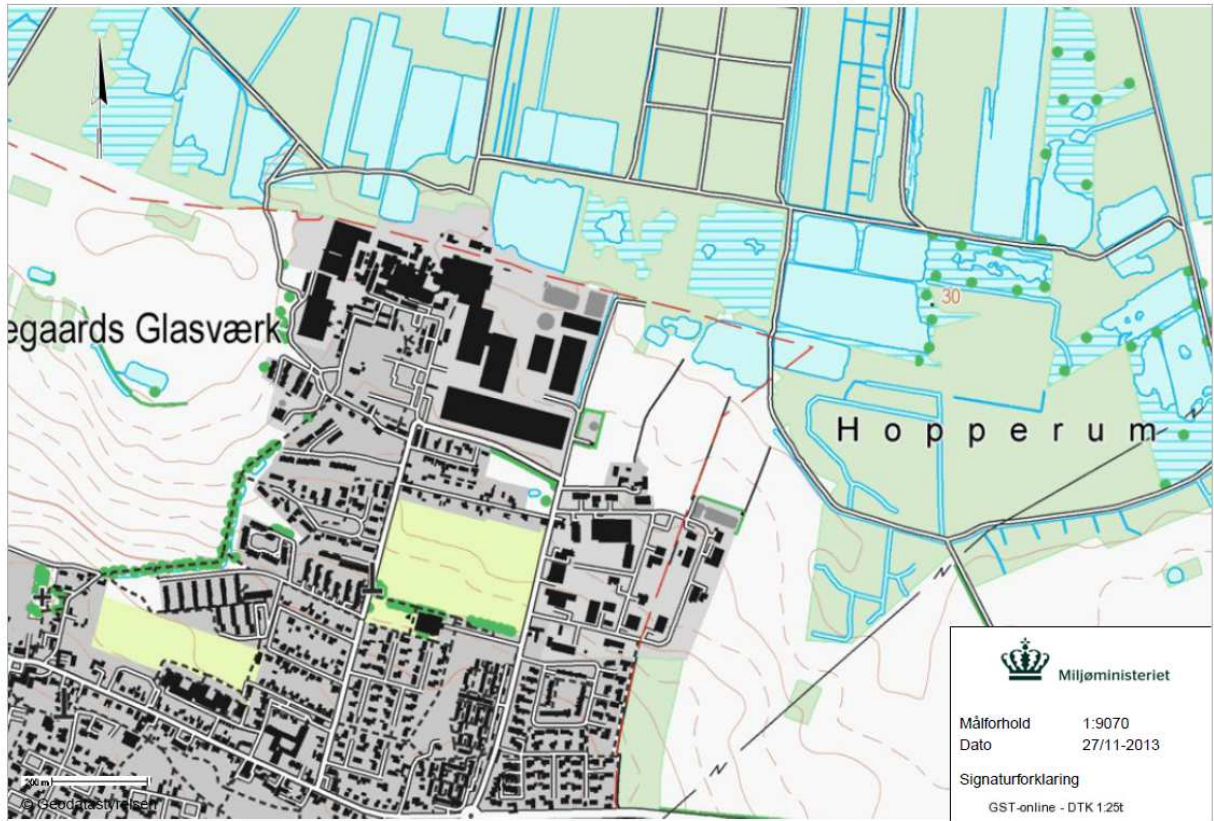 egaards Glasværk
30
Hopperum
Miljøministeriet
Målforhold 1:9070
Dato 27/11-2013
Signaturforklaring
GST-online - DTK 1:25t
200 m
© Geodatastyrelsen